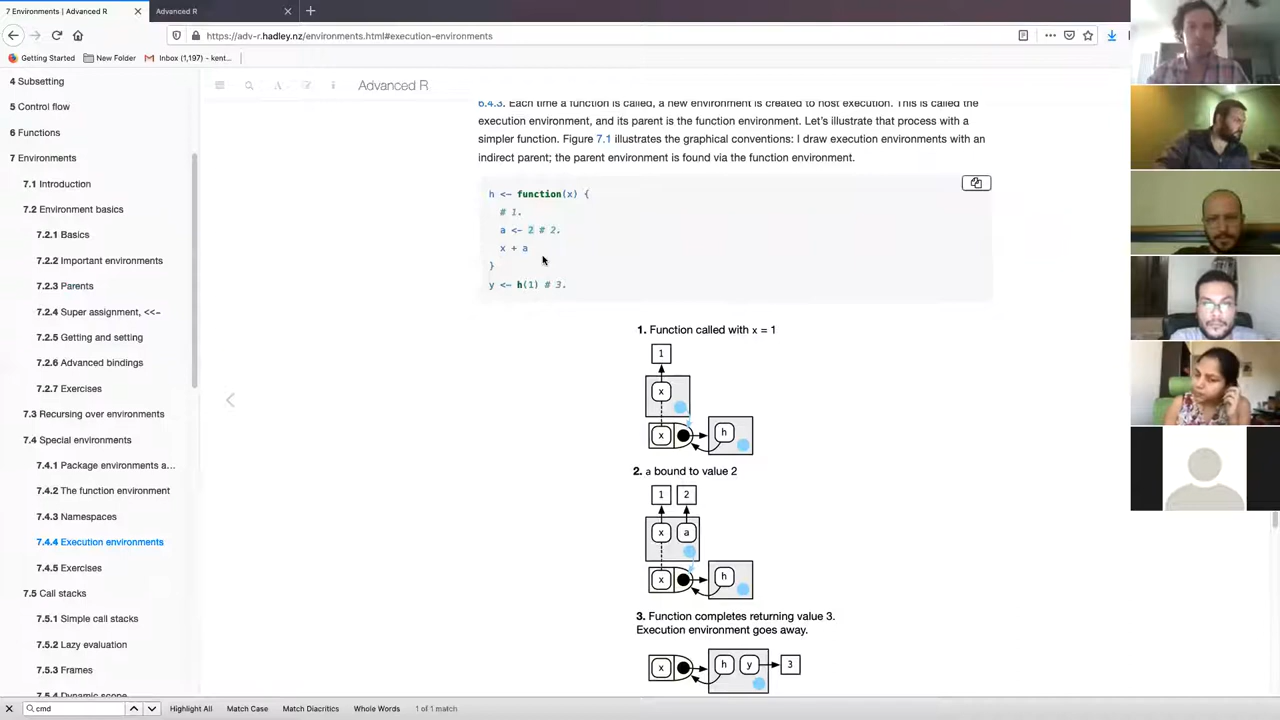 7 Environments | Advanced R
Advanced R
https://adv-r.hadley.nz/environments.html#execution-environments
Getting Started
New Folder
Inbox (1,197) - kent...
4 Subsetting
5 Control flow
6 Functions
7 Environments
7.1 Introduction
7.2 Environment basics
7.2.1 Basics
7.2.2 Important environments
7.2.3 Parents
7.2.4 Super assignment, <<-
7.2.5 Getting and setting
7.2.6 Advanced bindings
7.2.7 Exercises
7.3 Recursing over environments
7.4 Special environments
7.4.1 Package environments a...
7.4.2 The function environment
7.4.3 Namespaces
7.4.4 Execution environments
7.4.5 Exercises
7.5 Call stacks
7.5.1 Simple call stacks
7.5.2 Lazy evaluation
7.5.3 Frames
7.5.4 Dynamic scope
Advanced R
6.4.3. Each time a function is called, a new environment is created to host execution. This is called the
execution environment, and its parent is the function environment. Let's illustrate that process with a
simpler function. Figure 7.1 illustrates the graphical conventions: I draw execution environments with an
indirect parent; the parent environment is found via the function environment.
h <- function(x) {
# 1.
a <- 2 # 2.
x + a
}
y <- h(1) # 3.
1. Function called with x = 1
1
x
x h
2. a bound to value 2
1 2
x a
x h
3. Function completes returning value 3.
Execution environment goes away.
x h y 3
cmd
Highlight All
Match Case
Match Diacritics
Whole Words
1 of 1 match